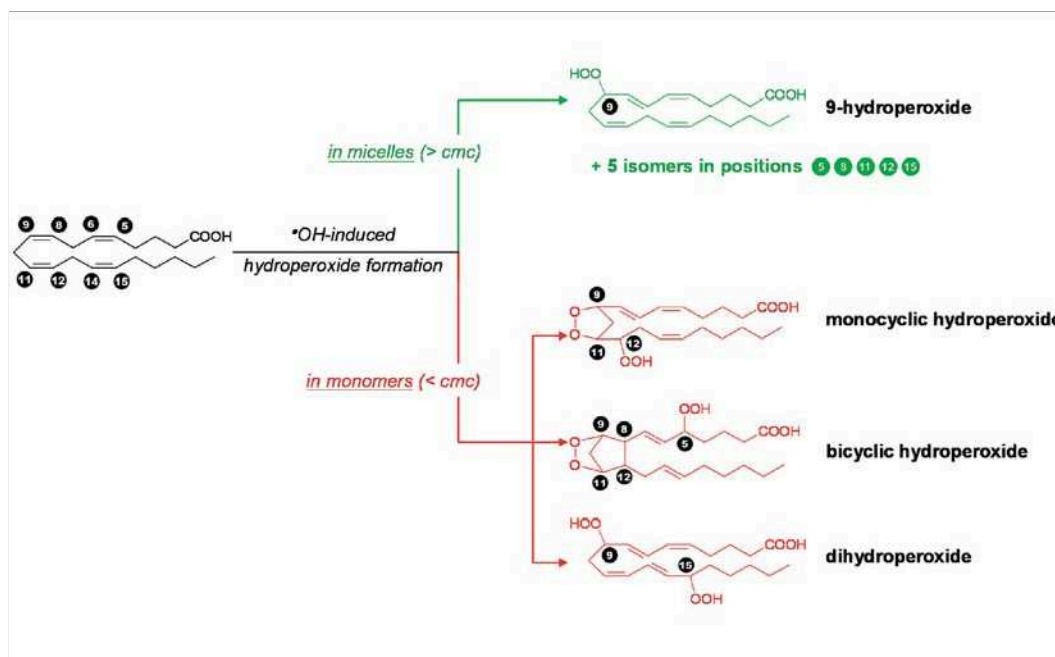 HOO
COOH
9
9-hydroperoxide
in micelles (> cmc)
+ 5 isomers in positions 5 8 11 12 15
9 8 6 5
COOH
•OH-induced
hydroperoxide formation
11 12 14 15
9
COOH
O
O
monocyclic hydroperoxide
11 12
OOH
in monomers (< cmc)
OOH
9 8
O
O
5
COOH
bicyclic hydroperoxide
11 12
HOO
9
COOH
15
dihydroperoxide
OOH